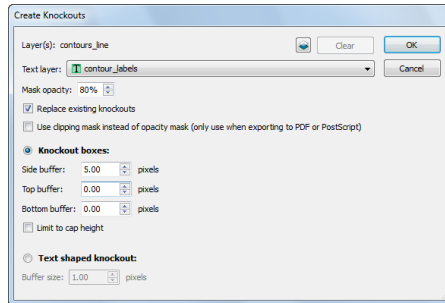 Create Knockouts
Layer(s): contours_line Clear OK
Text layer: T contour_labels Cancel
Mask opacity: 80%
Replace existing knockouts
Use clipping mask instead of opacity mask (only use when exporting to PDF or PostScript)
Knockout boxes:
Side buffer: 5.00 pixels
Top buffer: 0.00 pixels
Bottom buffer: 0.00 pixels
Limit to cap height
Text shaped knockout:
Buffer size: 1.00 pixels